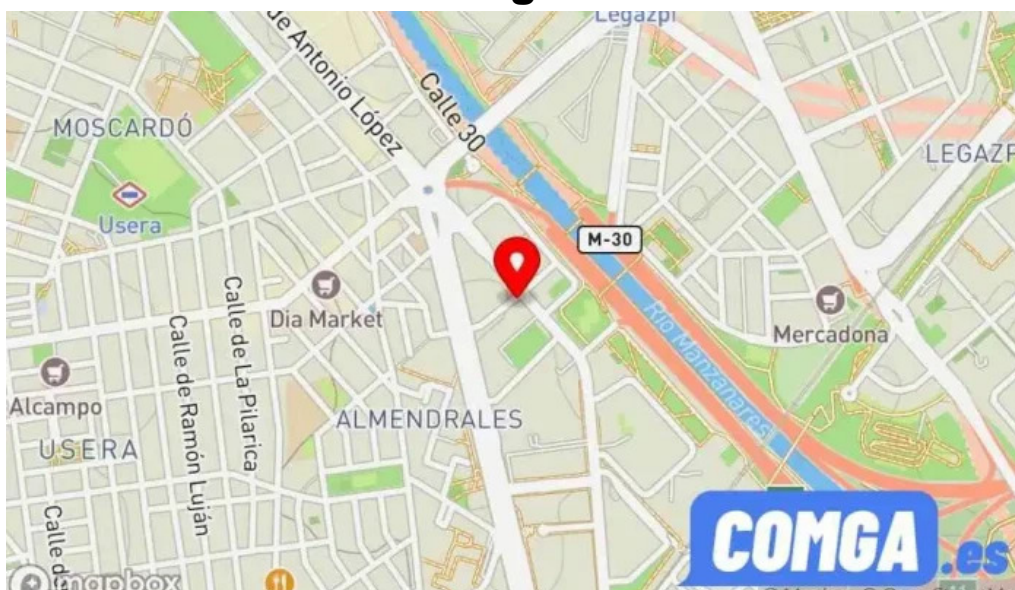 Legazpi
de Antonio López
Calle 30
MOSCARDÓ
LEGAZP
Usera
M-30
Calle de La Pilarica
Dia Market
Calle de Ramón Luján
Río Manzanares
Mercadona
Alcampo
ALMENDRALES
USERA
Calle de
COMGA.es
mapbox